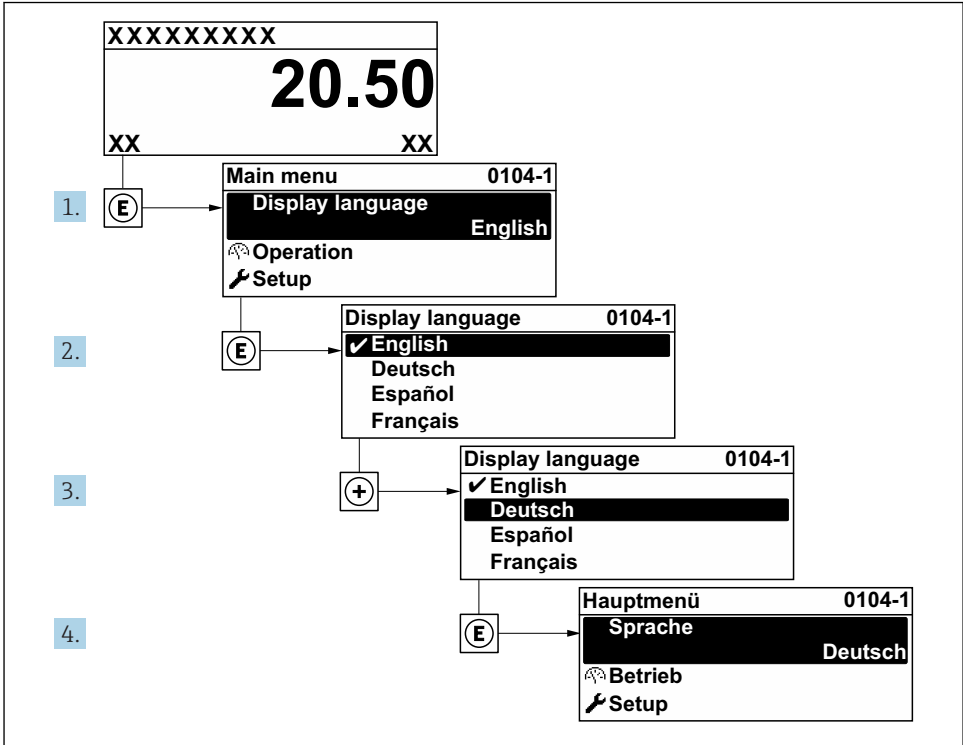 XXXXXXXXX
20.50
XX XX
1. E
Main menu 0104-1
Display language
English
Operation
Setup
2. E
Display language 0104-1
✔English
Deutsch
Español
Français
3. +
Display language 0104-1
✔English
Deutsch
Español
Français
4. E
Hauptmenü 0104-1
Sprache
Deutsch
Betrieb
Setup